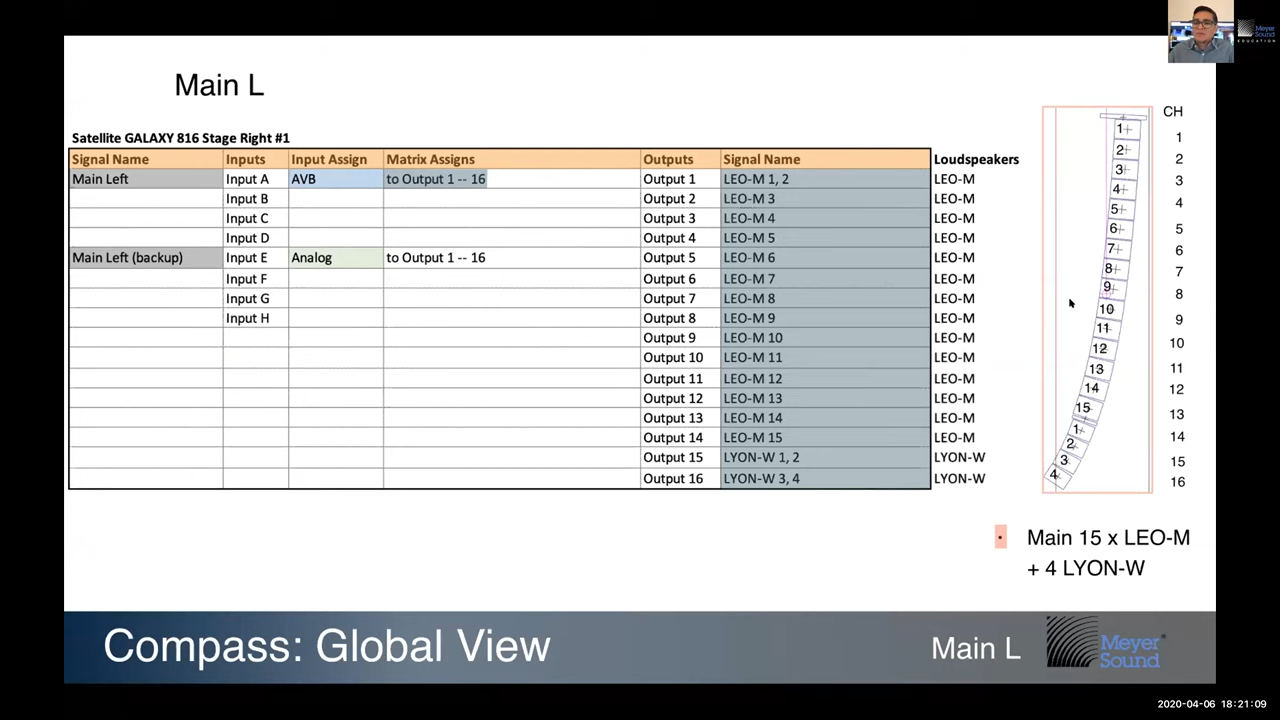 Meyer Sound
EDUCATION
Main L
Satellite GALAXY 816 Stage Right #1
Signal Name Inputs Input Assign Matrix Assigns Outputs Signal Name Loudspeakers
Main Left Input A AVB to Output 1 -- 16 Output 1 LEO-M 1, 2 LEO-M
Input B Output 2 LEO-M 3 LEO-M
Input C Output 3 LEO-M 4 LEO-M
Input D Output 4 LEO-M 5 LEO-M
Main Left (backup) Input E Analog to Output 1 -- 16 Output 5 LEO-M 6 LEO-M
Input F Output 6 LEO-M 7 LEO-M
Input G Output 7 LEO-M 8 LEO-M
Input H Output 8 LEO-M 9 LEO-M
Output 9 LEO-M 10 LEO-M
Output 10 LEO-M 11 LEO-M
Output 11 LEO-M 12 LEO-M
Output 12 LEO-M 13 LEO-M
Output 13 LEO-M 14 LEO-M
Output 14 LEO-M 15 LEO-M
Output 15 LYON-W 1, 2 LYON-W
Output 16 LYON-W 3, 4 LYON-W
CH
1 1
2 2
3 3
4 4
5 5
6 6
7 7
8 8
9 9
10 10
11 11
12 12
13 13
14 14
15 15
1 16
2
3
4
Main 15 x LEO-M
+ 4 LYON-W
Compass: Global View
Main L
Meyer
Sound
2020-04-06 18:21:09